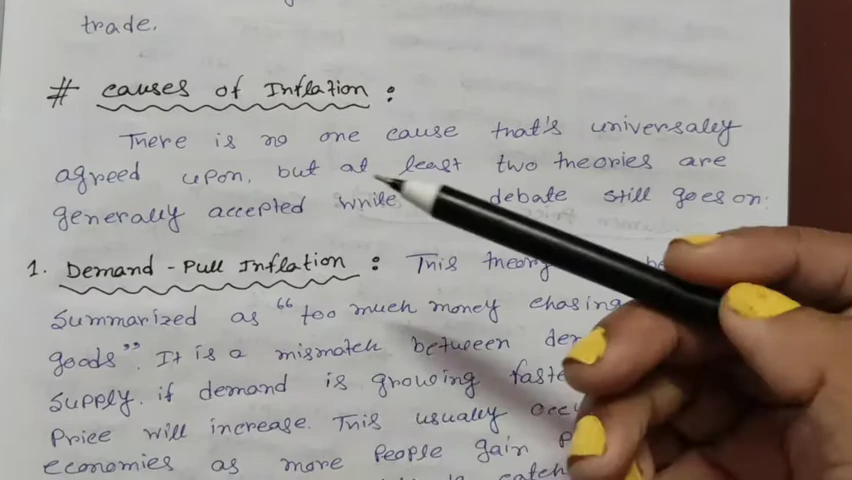 trade.
# Causes of Inflation :
There is no one cause that's universaley
agreed upon. but at least two theories are
generally accepted while debate still goes on:
1. Demand - Pull Inflation : This theory
Summarized as "too much money chasing
goods". It is a mismatch between
supply. if demand is growing
Price will increase. This usually
economies as more People gain
catch